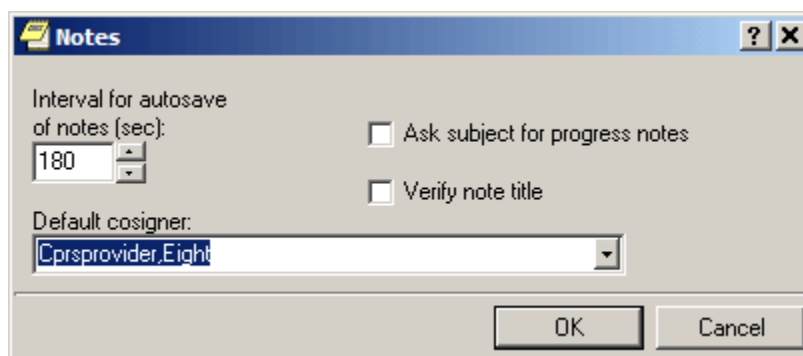 Notes
Interval for autosave
of notes (sec):
180
Ask subject for progress notes
Verify note title
Default cosigner:
Cprsprovider,Eight
OK
Cancel